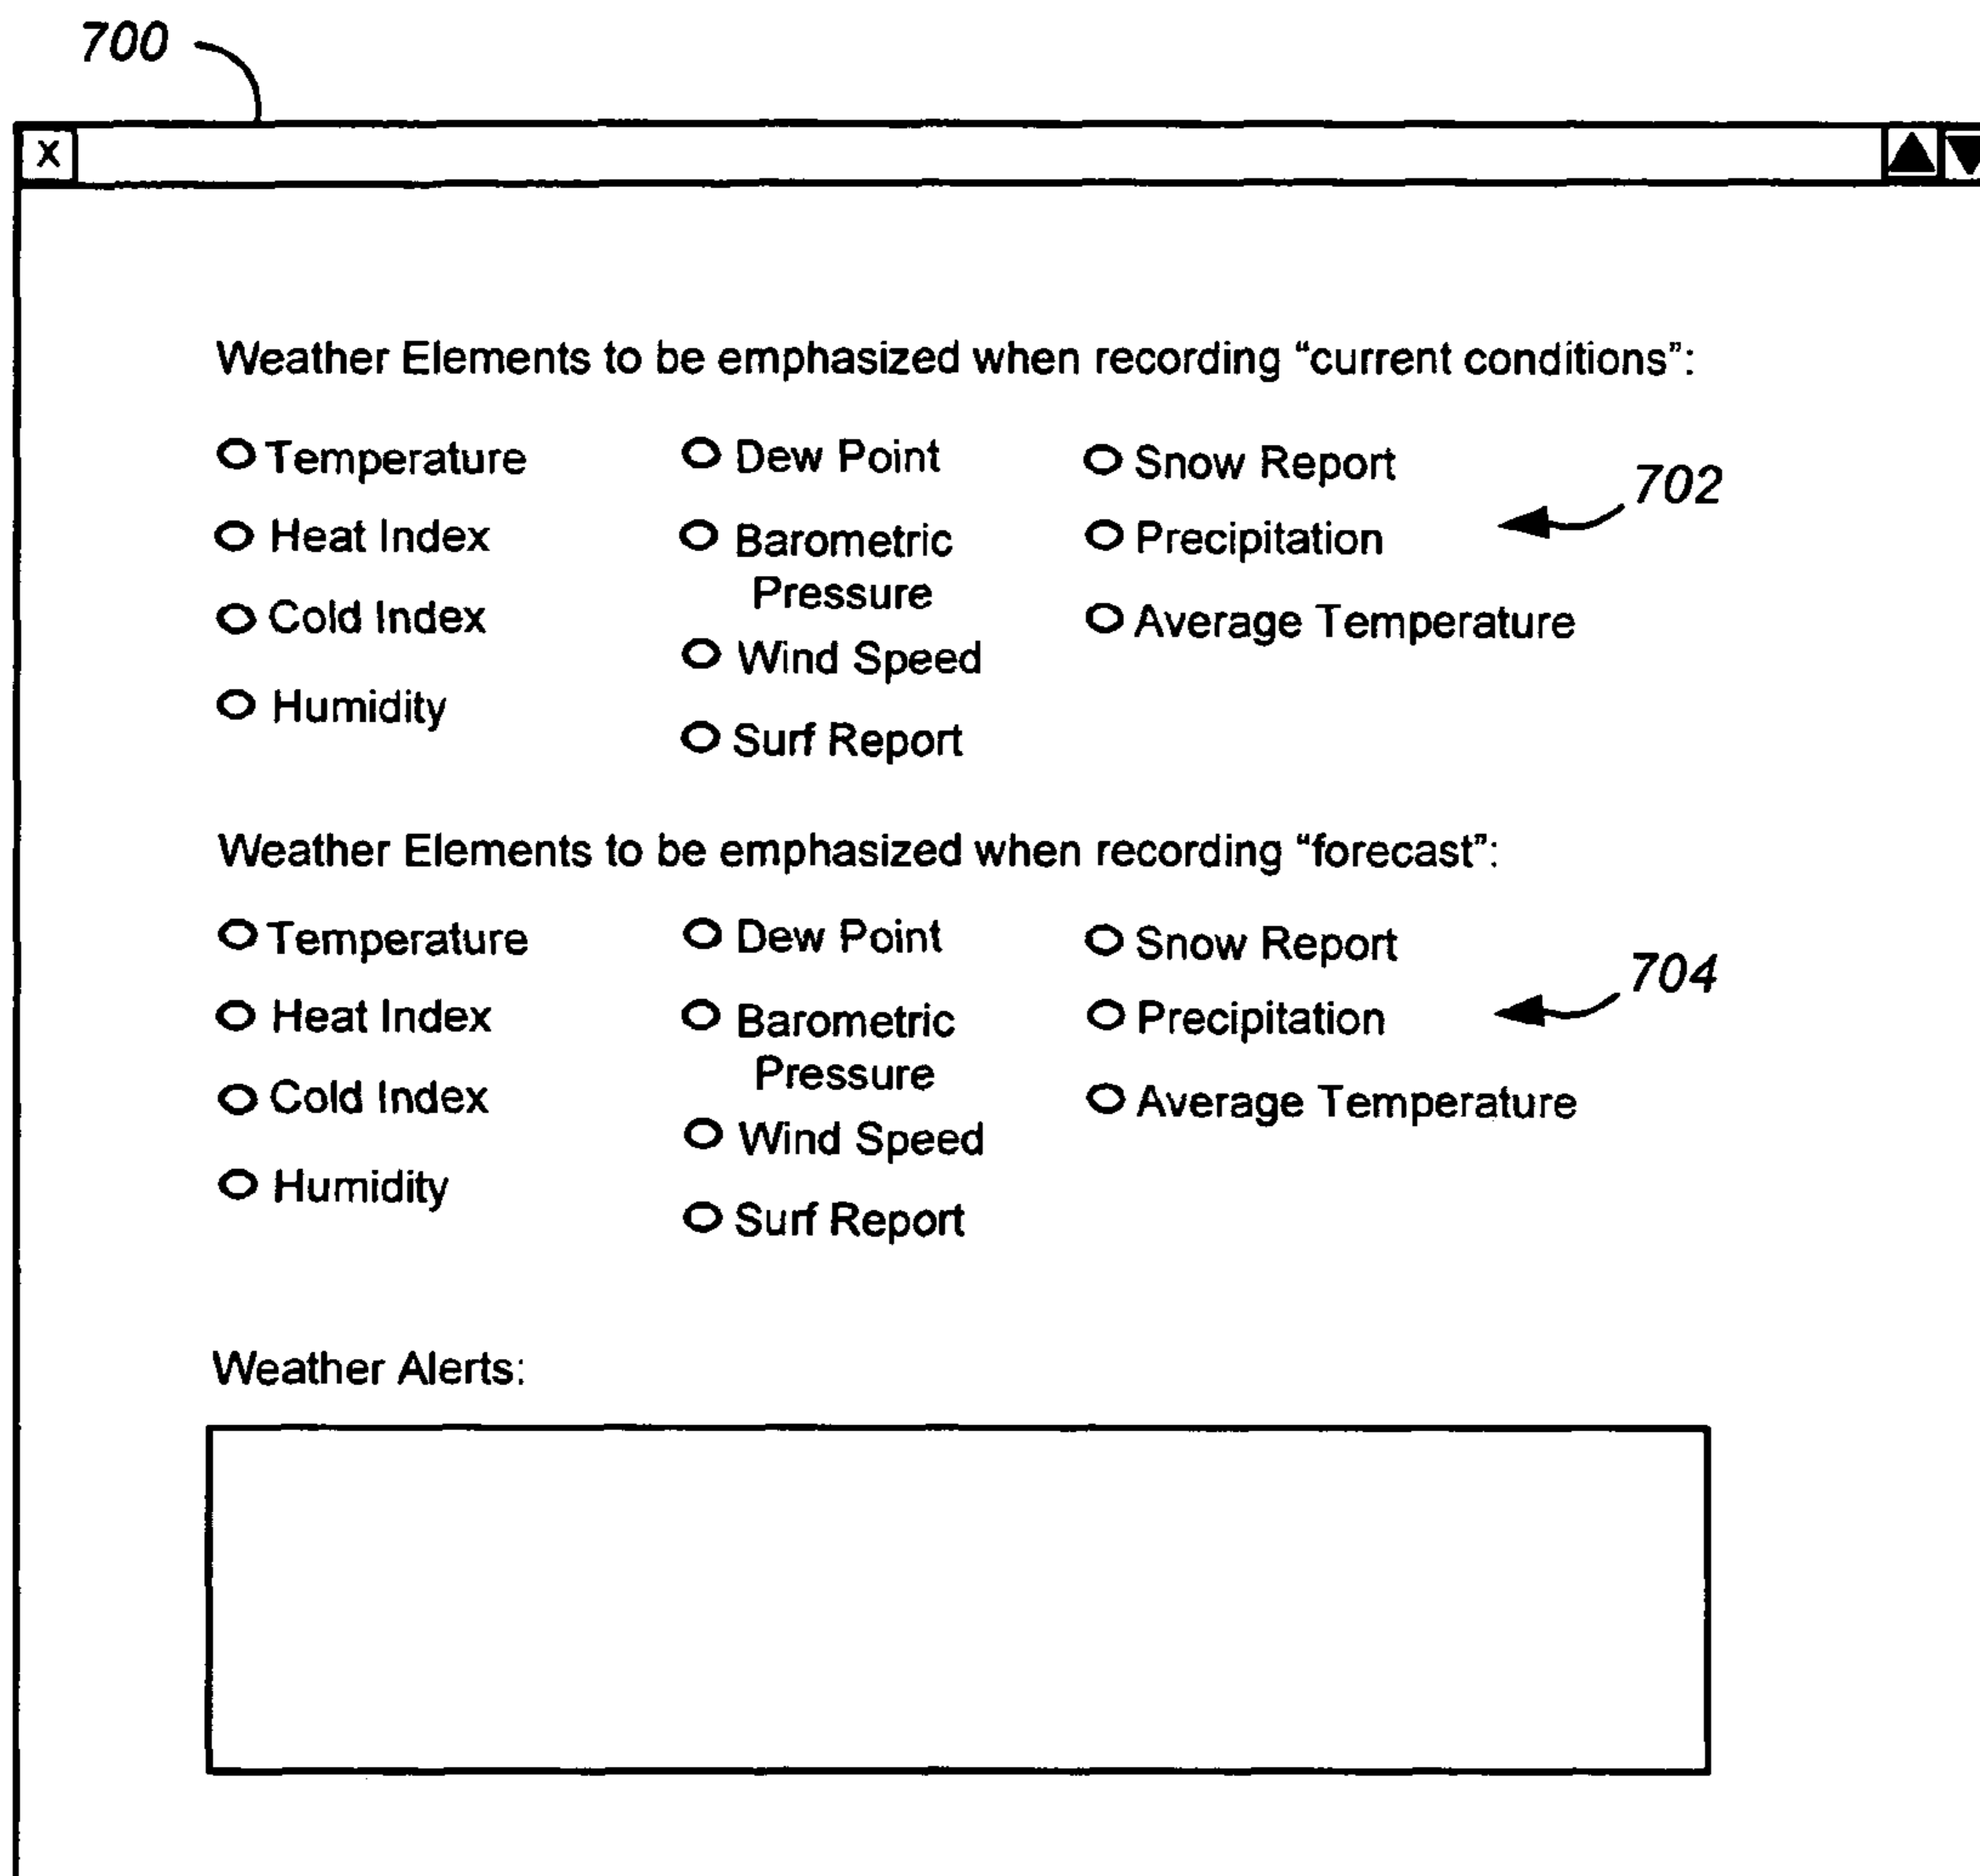 700
X
Weather Elements to be emphasized when recording “current conditions”:
Temperature Dew Point Snow Report
702
Heat Index Barometric Precipitation
Pressure
Cold Index Average Temperature
Wind Speed
Humidity
Surf Report
Weather Elements to be emphasized when recording “forecast”:
Temperature Dew Point Snow Report
704
Heat Index Barometric Precipitation
Pressure
Cold Index Average Temperature
Wind Speed
Humidity
Surf Report
Weather Alerts: